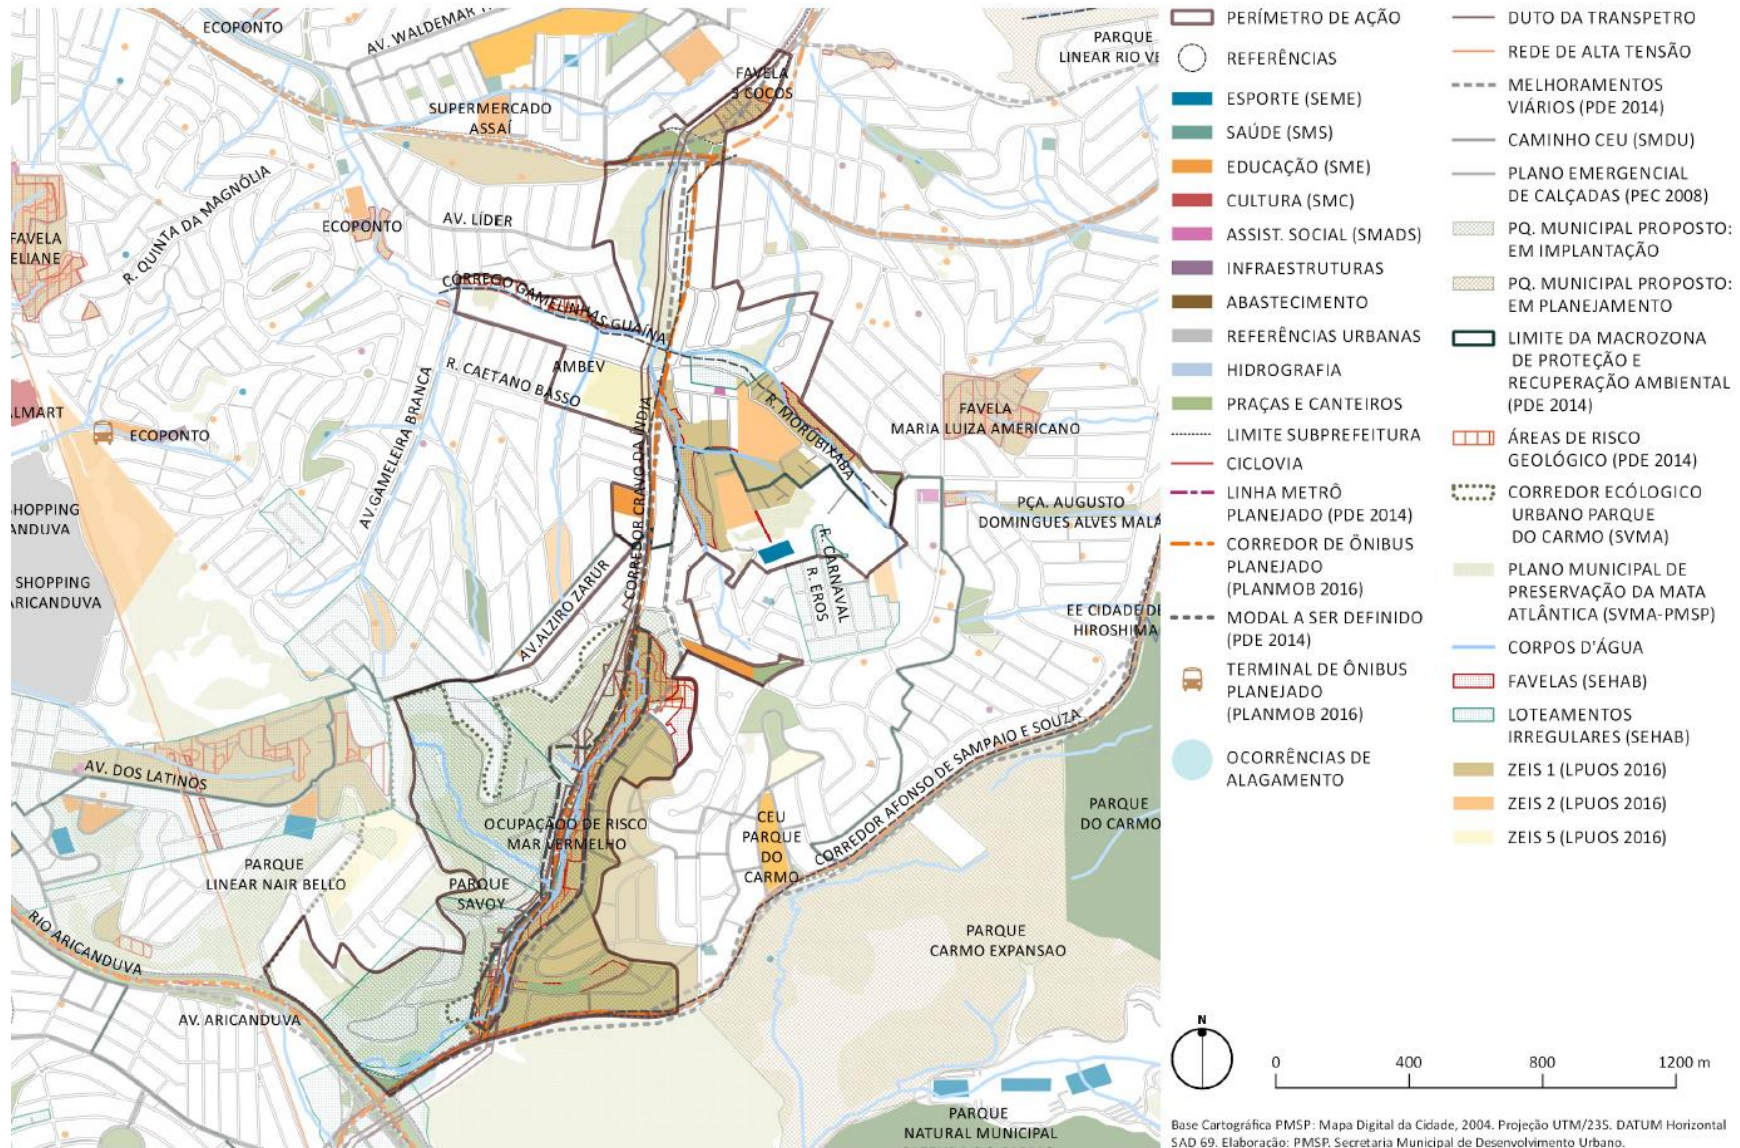 ECOPONTO
AV. WALDEMAR
PARQUE
LINEAR RIO VE
FAVELA
3 COCOS
SUPERMERCADO
ASSAÍ
R. QUINTA DA MAGNÓLIA
AV. LÍDER
ECOPONTO
FAVELA
ELIANE
CÓRREGO GAMELINHAS GUAÍNA
AMBEV
R. CAETANO BASSO
AV.GAMELEIRA BRANCA
LMART
ECOPONTO
R. MORUBIXABA
FAVELA
MARIA LUIZA AMERICANO
CORREDOR CRAVO DA ÍNDIA
HOPPING
ANDUVA
PÇA. AUGUSTO
DOMINGUES ALVES MALA
R. CARNAVAL
R. EROS
SHOPPING
ARICANDUVA
AV.ALZIRO ZARUR
EE CIDADE DE
HIROSHIMA
AV. DOS LATINOS
CORREDOR AFONSO DE SAMPAIO E SOUZA
OCUPAÇÃO DE RISCO
MAR VERMELHO
CEU
PARQUE
DO
CARMO
PARQUE
DO CARMO
PARQUE
LINEAR NAIR BELLO
PARQUE
SAVOY
PARQUE
CARMO EXPANSAO
RIO ARICANDUVA
AV. ARICANDUVA
PARQUE
NATURAL MUNICIPAL
PERÍMETRO DE AÇÃO
REFERÊNCIAS
ESPORTE (SEME)
SAÚDE (SMS)
EDUCAÇÃO (SME)
CULTURA (SMC)
ASSIST. SOCIAL (SMADS)
INFRAESTRUTURAS
ABASTECIMENTO
REFERÊNCIAS URBANAS
HIDROGRAFIA
PRAÇAS E CANTEIROS
LIMITE SUBPREFEITURA
CICLOVIA
LINHA METRÔ
PLANEJADO (PDE 2014)
CORREDOR DE ÔNIBUS
PLANEJADO
(PLANMOB 2016)
MODAL A SER DEFINIDO
(PDE 2014)
TERMINAL DE ÔNIBUS
PLANEJADO
(PLANMOB 2016)
OCORRÊNCIAS DE
ALAGAMENTO
DUTO DA TRANSPETRO
REDE DE ALTA TENSÃO
MELHORAMENTOS
VIÁRIOS (PDE 2014)
CAMINHO CEU (SMDU)
PLANO EMERGENCIAL
DE CALÇADAS (PEC 2008)
PQ. MUNICIPAL PROPOSTO:
EM IMPLANTAÇÃO
PQ. MUNICIPAL PROPOSTO:
EM PLANEJAMENTO
LIMITE DA MACROZONA
DE PROTEÇÃO E
RECUPERAÇÃO AMBIENTAL
(PDE 2014)
ÁREAS DE RISCO
GEOLÓGICO (PDE 2014)
CORREDOR ECÓLOGICO
URBANO PARQUE
DO CARMO (SVMA)
PLANO MUNICIPAL DE
PRESERVAÇÃO DA MATA
ATLÂNTICA (SVMA-PMSP)
CORPOS D'ÁGUA
FAVELAS (SEHAB)
LOTEAMENTOS
IRREGULARES (SEHAB)
ZEIS 1 (LPUOS 2016)
ZEIS 2 (LPUOS 2016)
ZEIS 5 (LPUOS 2016)
N
0 400 800 1200 m
Base Cartográfica PMSP: Mapa Digital da Cidade, 2004. Projeção UTM/23S. DATUM Horizontal
SAD 69. Elaboração: PMSP. Secretaria Municipal de Desenvolvimento Urbano.